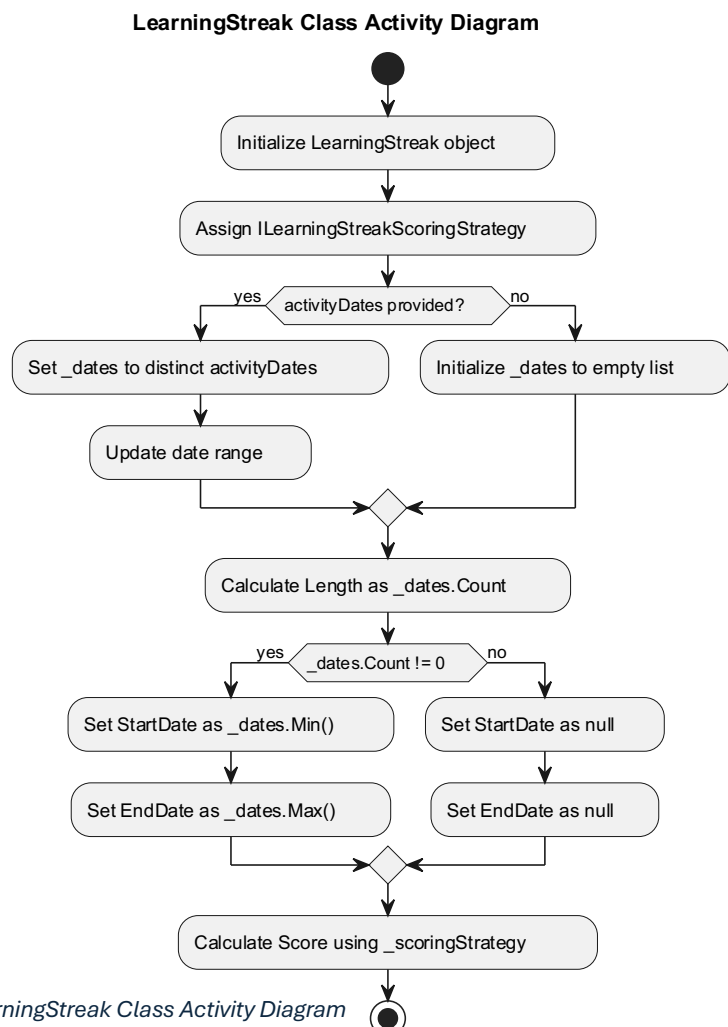 LearningStreak Class Activity Diagram
Initialize LearningStreak object
Assign ILearningStreakScoringStrategy
yes
activityDates provided?
no
Set _dates to distinct activityDates
Initialize _dates to empty list
Update date range
Calculate Length as _dates.Count
yes
_dates.Count != 0
no
Set StartDate as _dates.Min()
Set StartDate as null
Set EndDate as _dates.Max()
Set EndDate as null
Calculate Score using _scoringStrategy
Class Activity Diagram